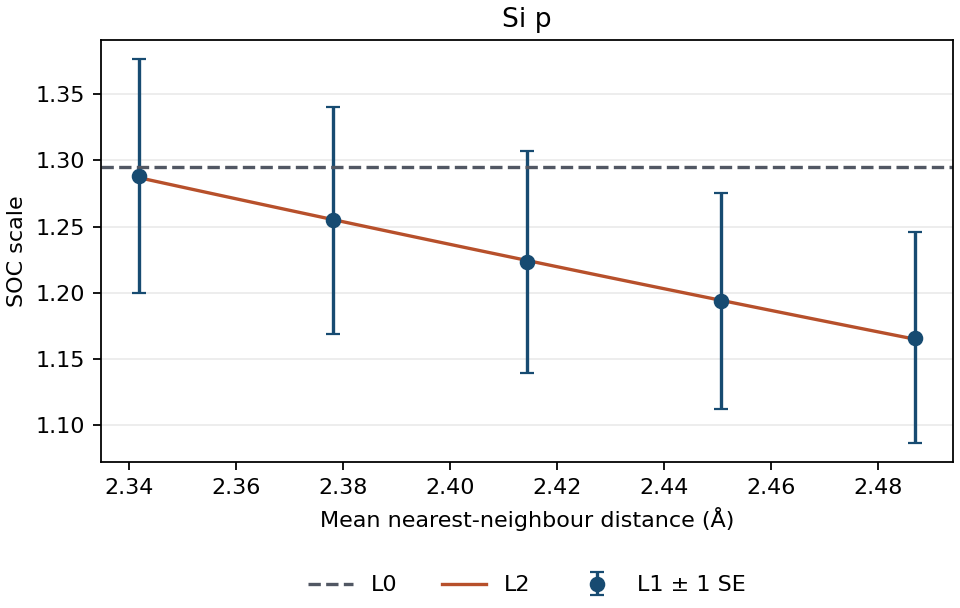 Si p
1.35
1.30
1.25
1.20
1.15
1.10
SOC scale
2.34 2.36 2.38 2.40 2.42 2.44 2.46 2.48
Mean nearest-neighbour distance (Å)
L0 L2 L1 ± 1 SE